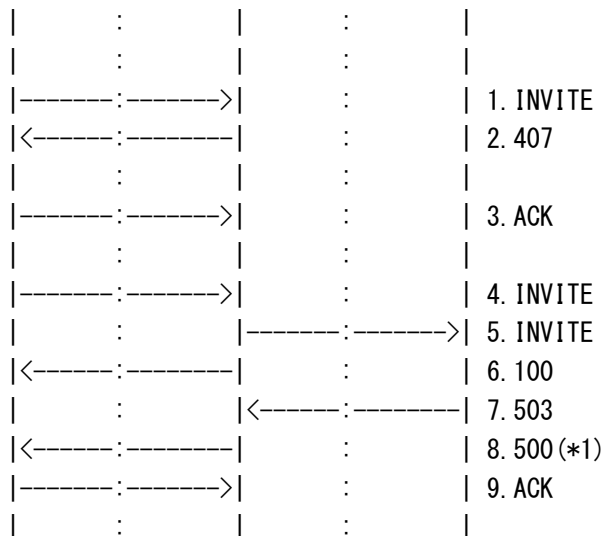 |       :       |       :       |
|       :       |       :       |
|-------:------->|       :       | 1. INVITE
|<------:-------|       :       | 2. 407
|       :       |       :       |
|-------:------->|       :       | 3. ACK
|       :       |       :       |
|-------:------->|       :       | 4. INVITE
|       :       |-------:------->| 5. INVITE
|<------:-------|       :       | 6. 100
|       :       |<------:--------| 7. 503
|<------:-------|       :       | 8. 500(*1)
|-------:------->|       :       | 9. ACK
|       :       |       :       |